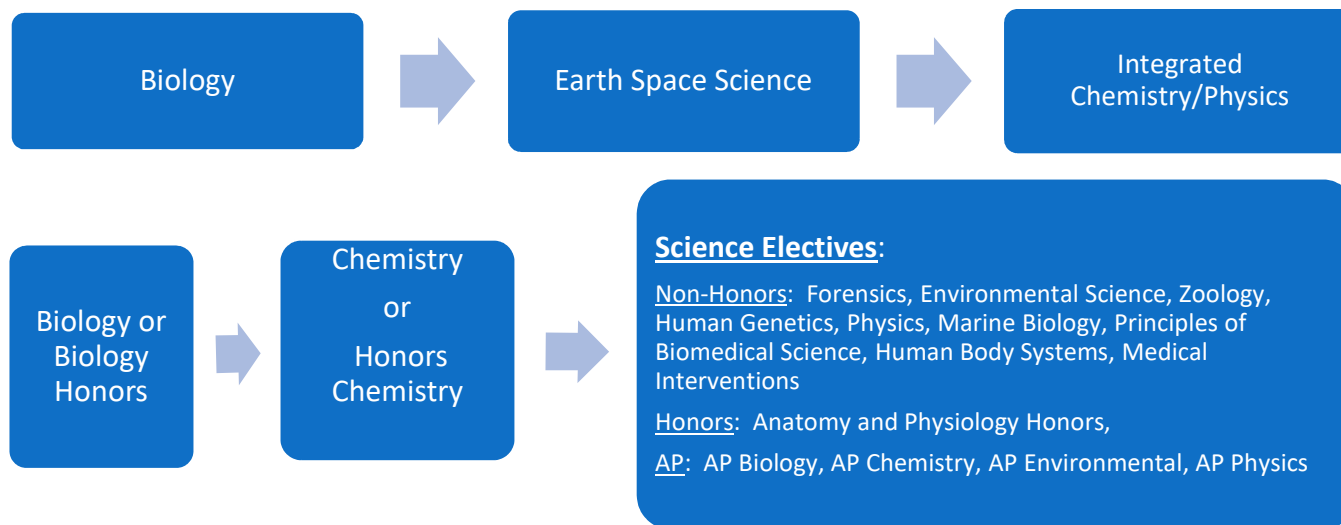 Biology
Earth Space Science
Integrated
Chemistry/Physics
Biology or
Biology
Honors
Chemistry
or
Honors
Chemistry
Science Electives:
Non-Honors: Forensics, Environmental Science, Zoology,
Human Genetics, Physics, Marine Biology, Principles of
Biomedical Science, Human Body Systems, Medical
Interventions
Honors: Anatomy and Physiology Honors,
AP: AP Biology, AP Chemistry, AP Environmental, AP Physics